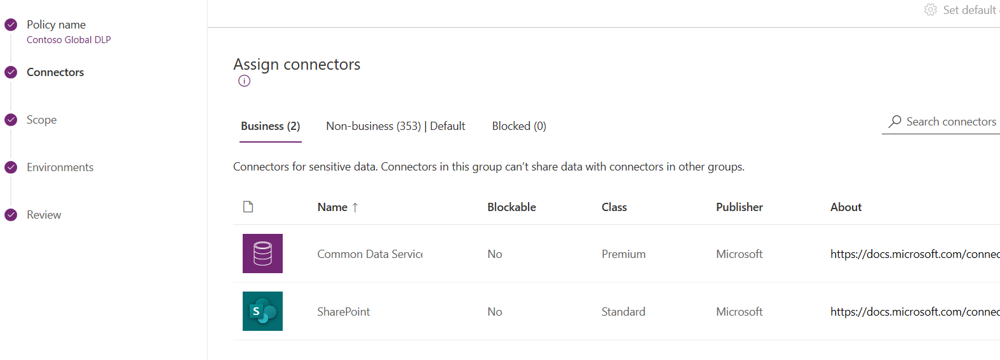 Policy name
Contoso Global DLP
Connectors
Scope
Environments
Review
Set default
Assign connectors
Business (2) Non-business (353) | Default Blocked (0)
Search connectors
Connectors for sensitive data. Connectors in this group can’t share data with connectors in other groups.
Name ↑ Blockable Class Publisher About
Common Data Service No Premium Microsoft https://docs.microsoft.com/connec
S
SharePoint No Standard Microsoft https://docs.microsoft.com/connec